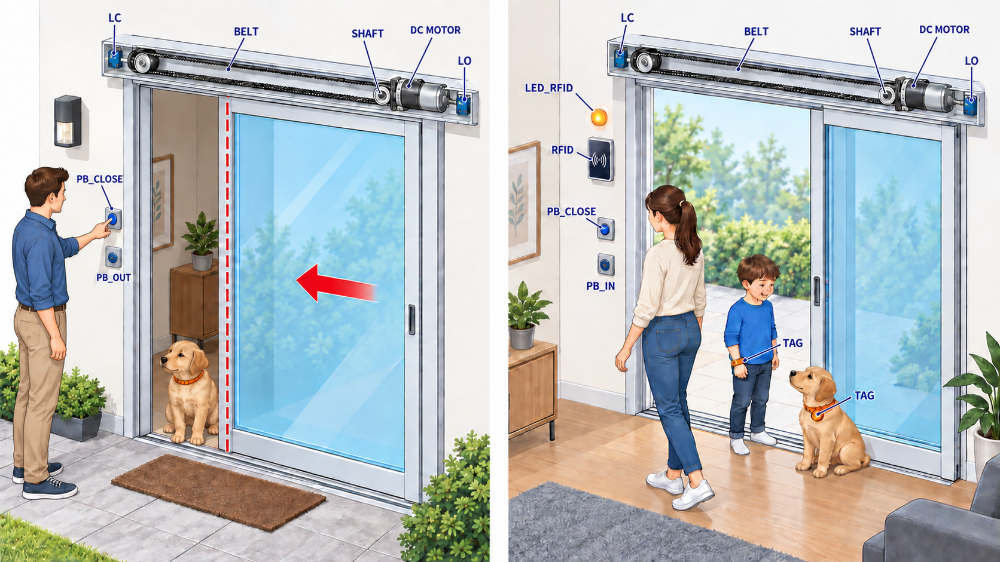 LC
BELT
SHAFT
DC MOTOR
LO
PB_CLOSE
PB_OUT
LC
BELT
SHAFT
DC MOTOR
LO
LED_RFID
RFID
PB_CLOSE
PB_IN
TAG
TAG